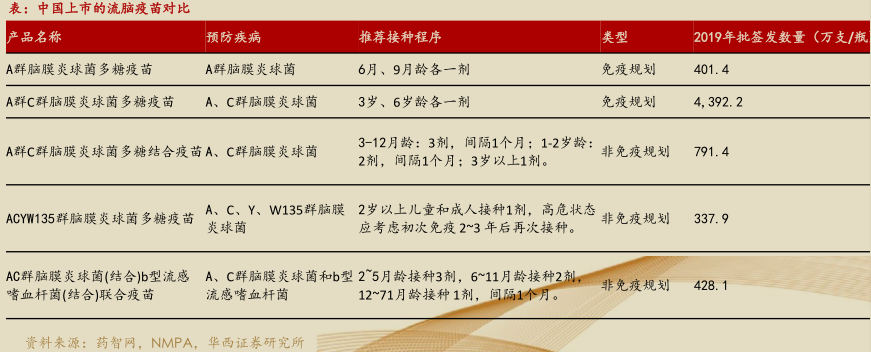 表：中国上市的流脑疫苗对比
产品名称 预防疾病 推荐接种程序 类型 2019年批签发数量（万支/瓶
A群脑膜炎球菌多糖疫苗 A群脑膜炎球菌 6月、9月龄各一剂 免疫规划 401.4
A群C群脑膜炎球菌多糖疫苗 A、C群脑膜炎球菌 3岁、6岁龄各一剂 免疫规划 4,392.2
A群C群脑膜炎球菌多糖结合疫苗 A、C群脑膜炎球菌 3-12月龄：3剂，间隔1个月；1-2岁龄：
2剂，间隔1个月；3岁以上1剂。 非免疫规划 791.4
ACYW135群脑膜炎球菌多糖疫苗 A、C、Y、W135群脑膜
炎球菌 2岁以上儿童和成人接种1剂，高危状态
应考虑初次免疫2~3年后再次接种。 非免疫规划 337.9
AC群脑膜炎球菌(结合)b型流感
嗜血杆菌(结合)联合疫苗 A、C群脑膜炎球菌和b型
流感嗜血杆菌 2~5月龄接种3剂，6~11月龄接种2剂，
12~71月龄接种1剂，间隔1个月。 非免疫规划 428.1
资料来源：药智网，NMPA，华西证券研究所